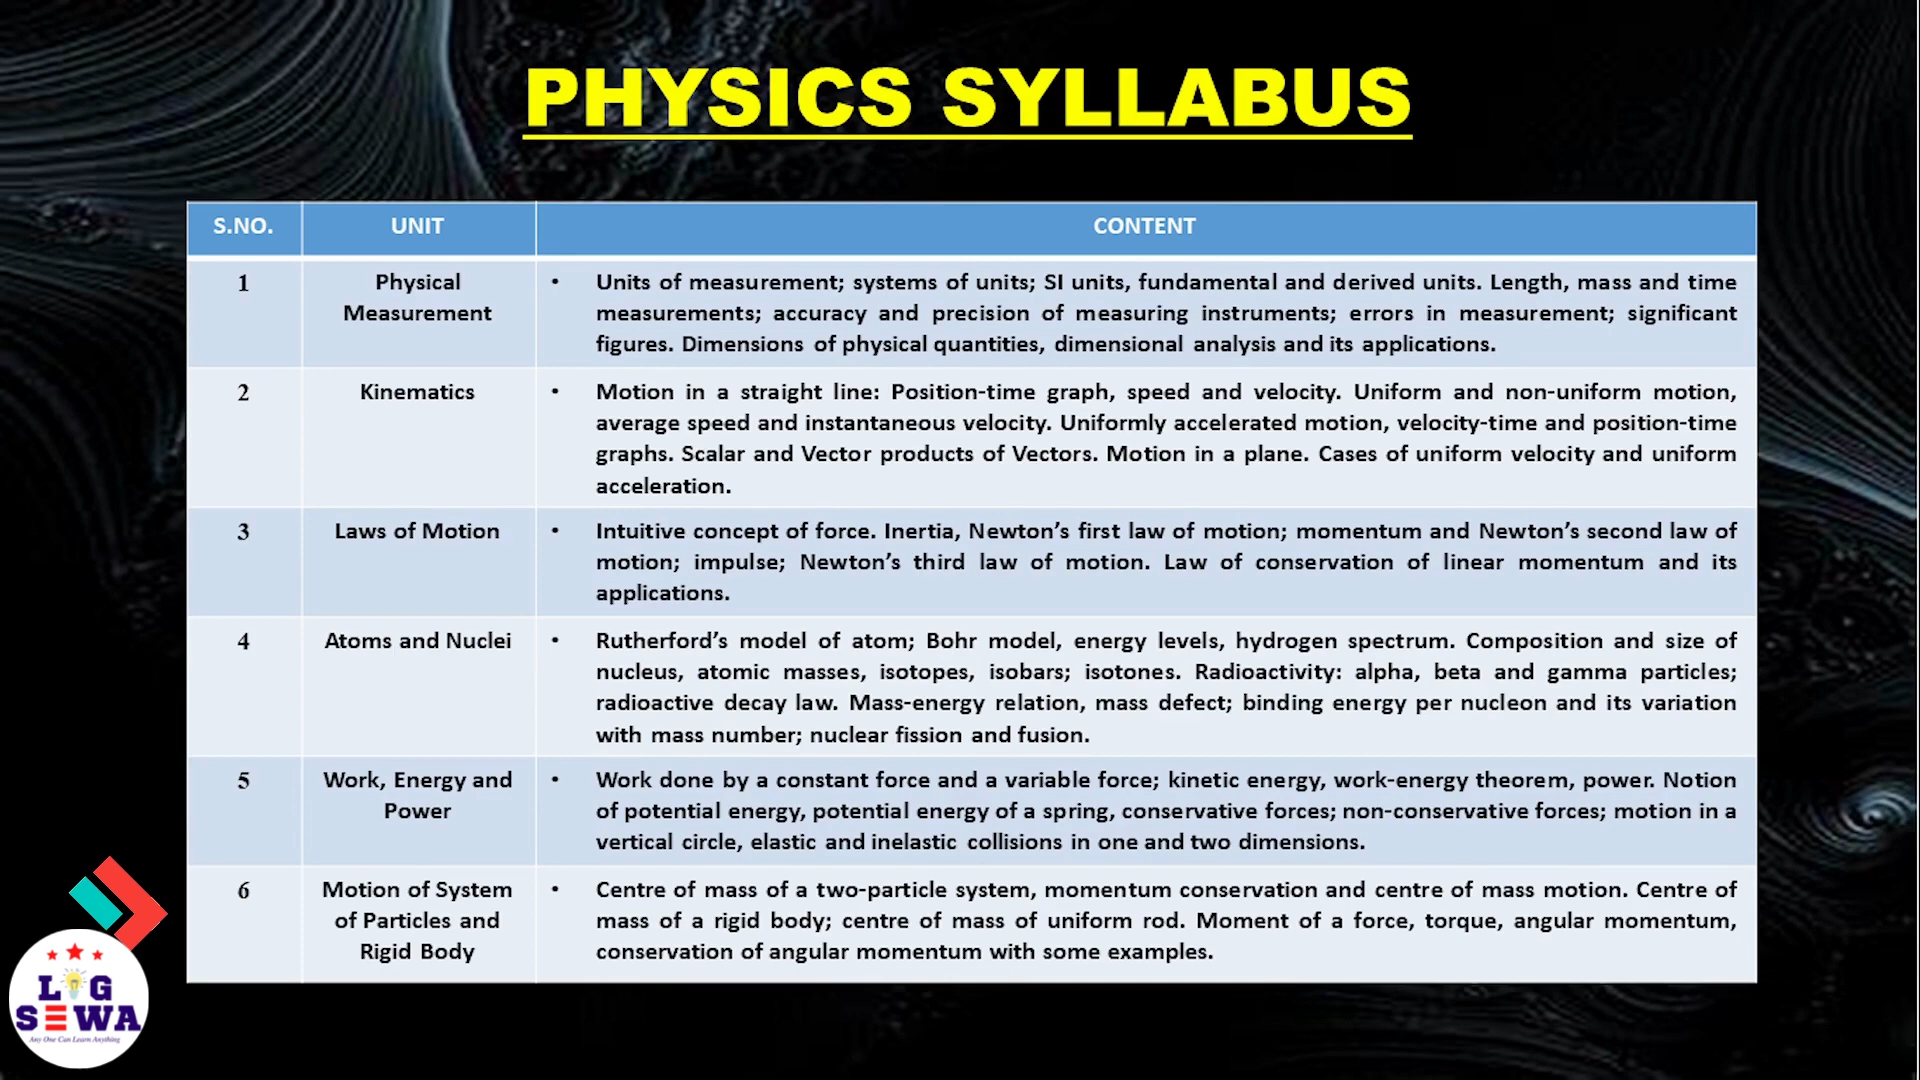 PHYSICS SYLLABUS
S.NO. UNIT CONTENT
1 Physical Measurement
• Units of measurement; systems of units; SI units, fundamental and derived units. Length, mass and time
measurements; accuracy and precision of measuring instruments; errors in measurement; significant
figures. Dimensions of physical quantities, dimensional analysis and its applications.
2 Kinematics
• Motion in a straight line: Position-time graph, speed and velocity. Uniform and non-uniform motion,
average speed and instantaneous velocity. Uniformly accelerated motion, velocity-time and position-time
graphs. Scalar and Vector products of Vectors. Motion in a plane. Cases of uniform velocity and uniform
acceleration.
3 Laws of Motion
• Intuitive concept of force. Inertia, Newton’s first law of motion; momentum and Newton’s second law of
motion; impulse; Newton’s third law of motion. Law of conservation of linear momentum and its
applications.
4 Atoms and Nuclei
• Rutherford’s model of atom; Bohr model, energy levels, hydrogen spectrum. Composition and size of
nucleus, atomic masses, isotopes, isobars; isotones. Radioactivity: alpha, beta and gamma particles;
radioactive decay law. Mass-energy relation, mass defect; binding energy per nucleon and its variation
with mass number; nuclear fission and fusion.
5 Work, Energy and
Power
• Work done by a constant force and a variable force; kinetic energy, work-energy theorem, power. Notion
of potential energy, potential energy of a spring, conservative forces; non-conservative forces; motion in a
vertical circle, elastic and inelastic collisions in one and two dimensions.
6 Motion of System
of Particles and
Rigid Body
• Centre of mass of a two-particle system, momentum conservation and centre of mass motion. Centre of
mass of a rigid body; centre of mass of uniform rod. Moment of a force, torque, angular momentum,
conservation of angular momentum with some examples.
L G
SEWA
Any One Can Learn Anything